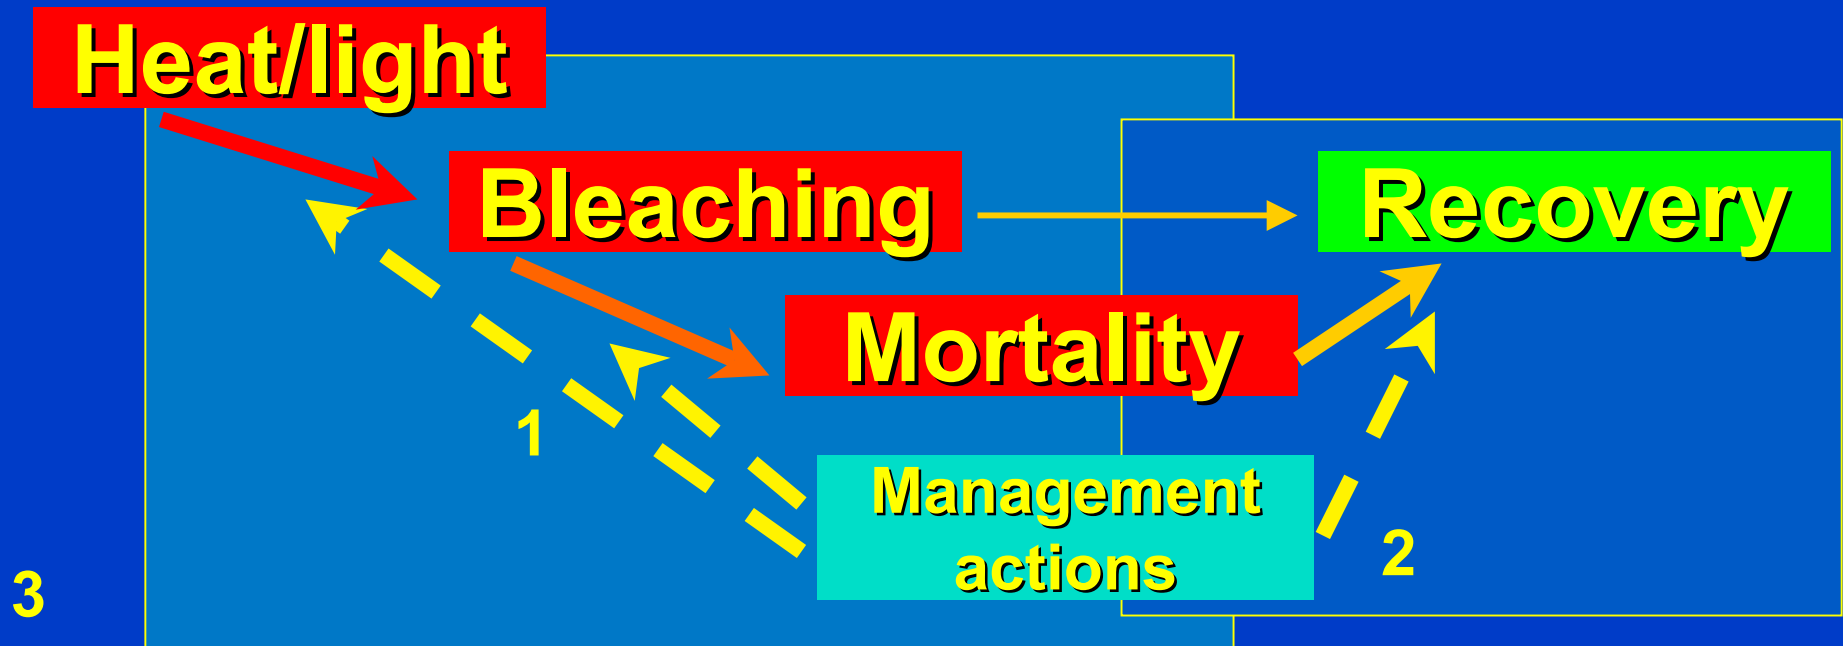 Heat/light
Bleaching
Recovery
Mortality
1
Management
actions
2
3